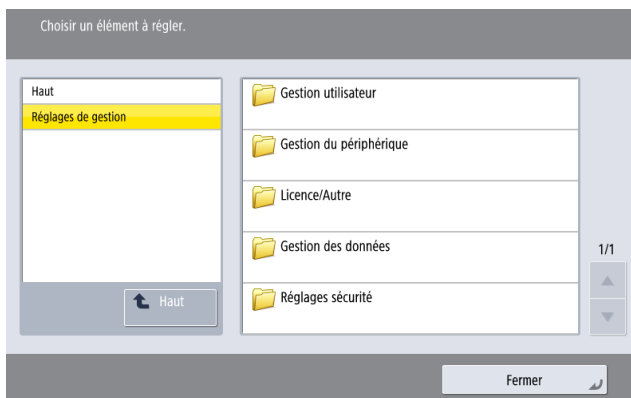 Choisir un élément à régler.
Haut
Réglages de gestion
Haut
Gestion utilisateur
Gestion du périphérique
Licence/Autre
Gestion des données
Réglages sécurité
1/1
Fermer